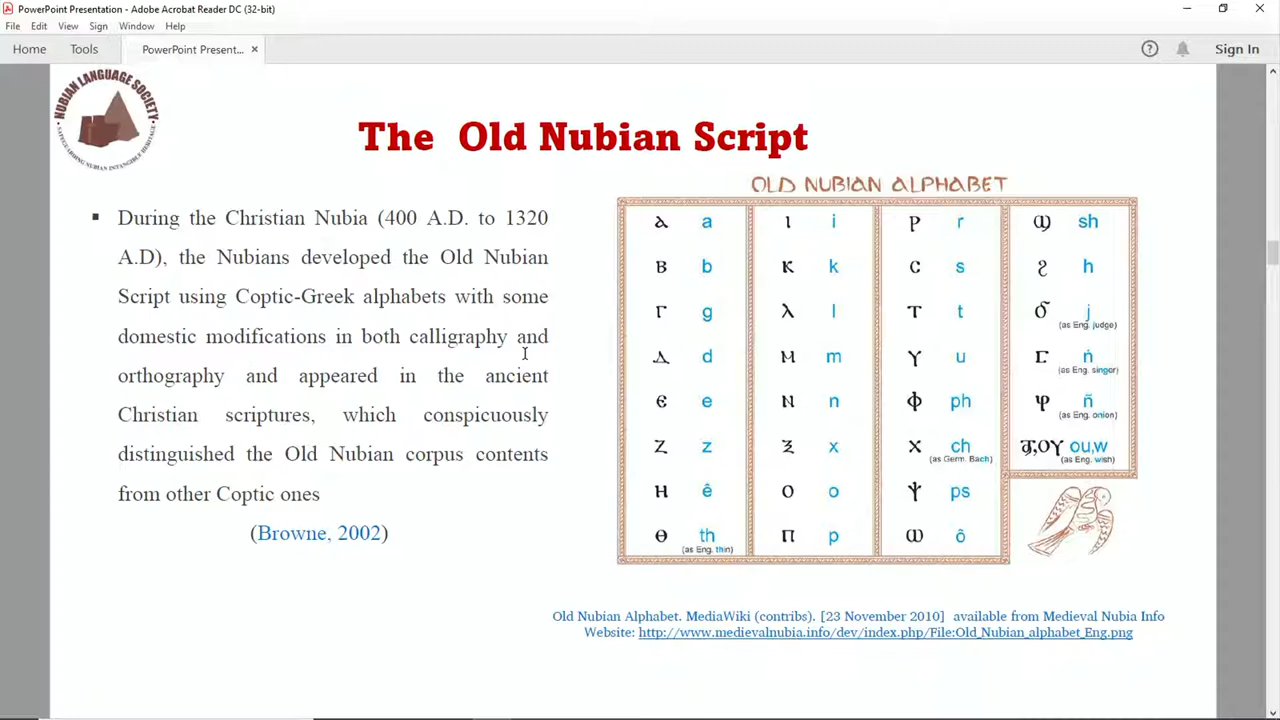 PowerPoint Presentation - Adobe Acrobat Reader DC (32-bit)
File Edit View Sign Window Help
Home Tools PowerPoint Present... × Sign In
NUBIAN LANGUAGE SOCIETY
SAFEGUARDING NUBIAN INTANGIBLE HERITAGE
The Old Nubian Script
▪ During the Christian Nubia (400 A.D. to 1320
A.D), the Nubians developed the Old Nubian
Script using Coptic-Greek alphabets with some
domestic modifications in both calligraphy and
orthography and appeared in the ancient
Christian scriptures, which conspicuously
distinguished the Old Nubian corpus contents
from other Coptic ones
(Browne, 2002)
OLD NUBIAN ALPHABET
ⲁ a
ⲃ b
ⲅ g
ⲇ d
ⲉ e
ⲍ z
ⲏ ê
ⲑ th
(as Eng. thin)
ⲓ i
ⲕ k
ⲗ l
ⲙ m
ⲛ n
ⲝ x
ⲟ o
ⲡ p
ⲣ r
ⲥ s
ⲧ t
ⲩ u
ⲫ ph
ⲭ ch
(as Germ. Bach)
ⲯ ps
ⲱ ô
ϣ sh
ϩ h
ϭ j
(as Eng. judge)
ⳟ ṅ
(as Eng. singer)
ⳡ ñ
(as Eng. onion)
ⳣ,ⲟⲩ ou,w
(as Eng. wish)
Old Nubian Alphabet. MediaWiki (contribs). [23 November 2010] available from Medieval Nubia Info
Website: http://www.medievalnubia.info/dev/index.php/File:Old_Nubian_alphabet_Eng.png